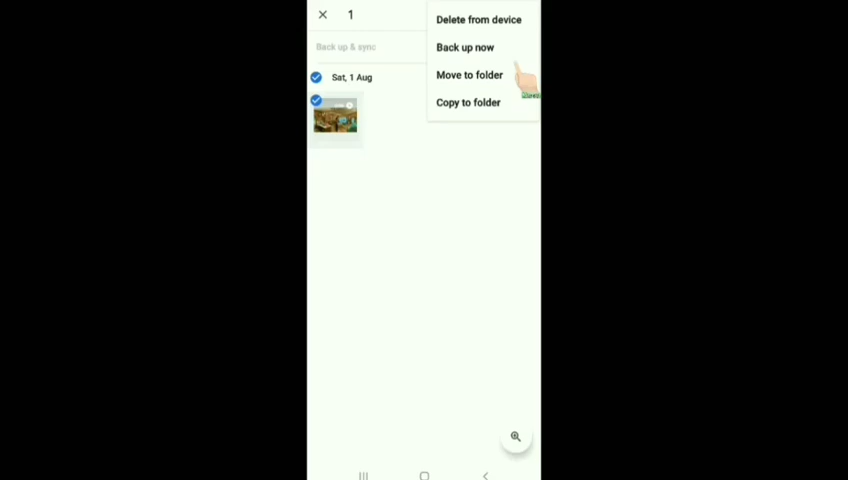 1
Delete from device
Back up & sync
Back up now
Sat, 1 Aug
Move to folder
Copy to folder